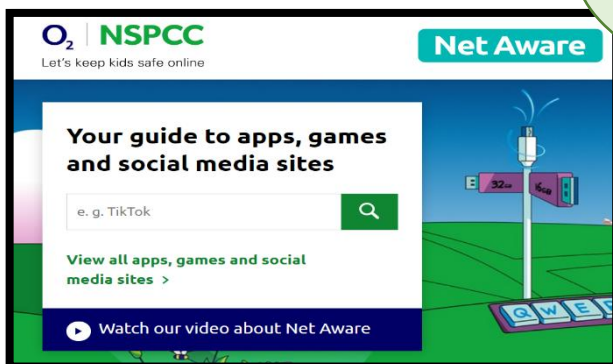 O2 NSPCC
Let's keep kids safe online
Net Aware
Your guide to apps, games
and social media sites
e. g. TikTok
View all apps, games and social
media sites >
Watch our video about Net Aware
32GB
16GB
QWE